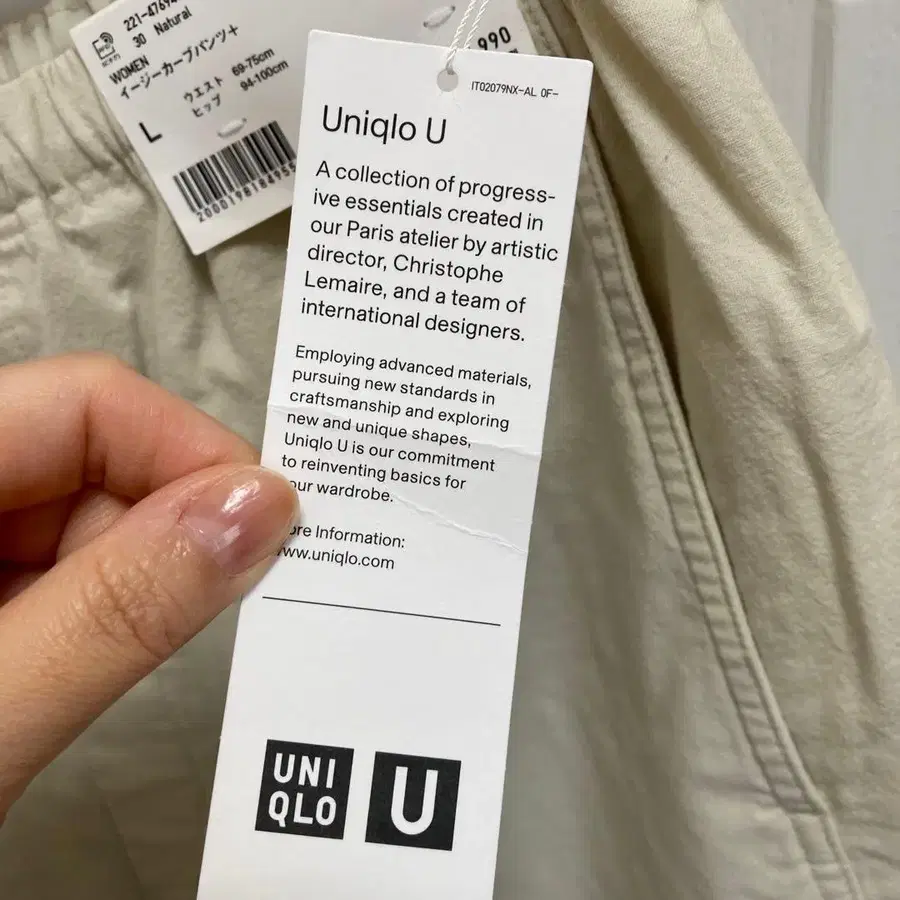 221-4769
30 Natural
WOMEN
イージーカーブパンツ+
ウエスト 69-75cm
ヒップ 94-100cm
L
990
IT02079NX-AL OF-
Uniqlo U
A collection of progress-
ive essentials created in
our Paris atelier by artistic
director, Christophe
Lemaire, and a team of
international designers.
Employing advanced materials,
pursuing new standards in
craftsmanship and exploring
new and unique shapes,
Uniqlo U is our commitment
to reinventing basics for
our wardrobe.
ore Information:
www.uniqlo.com
UNI
QLO
U